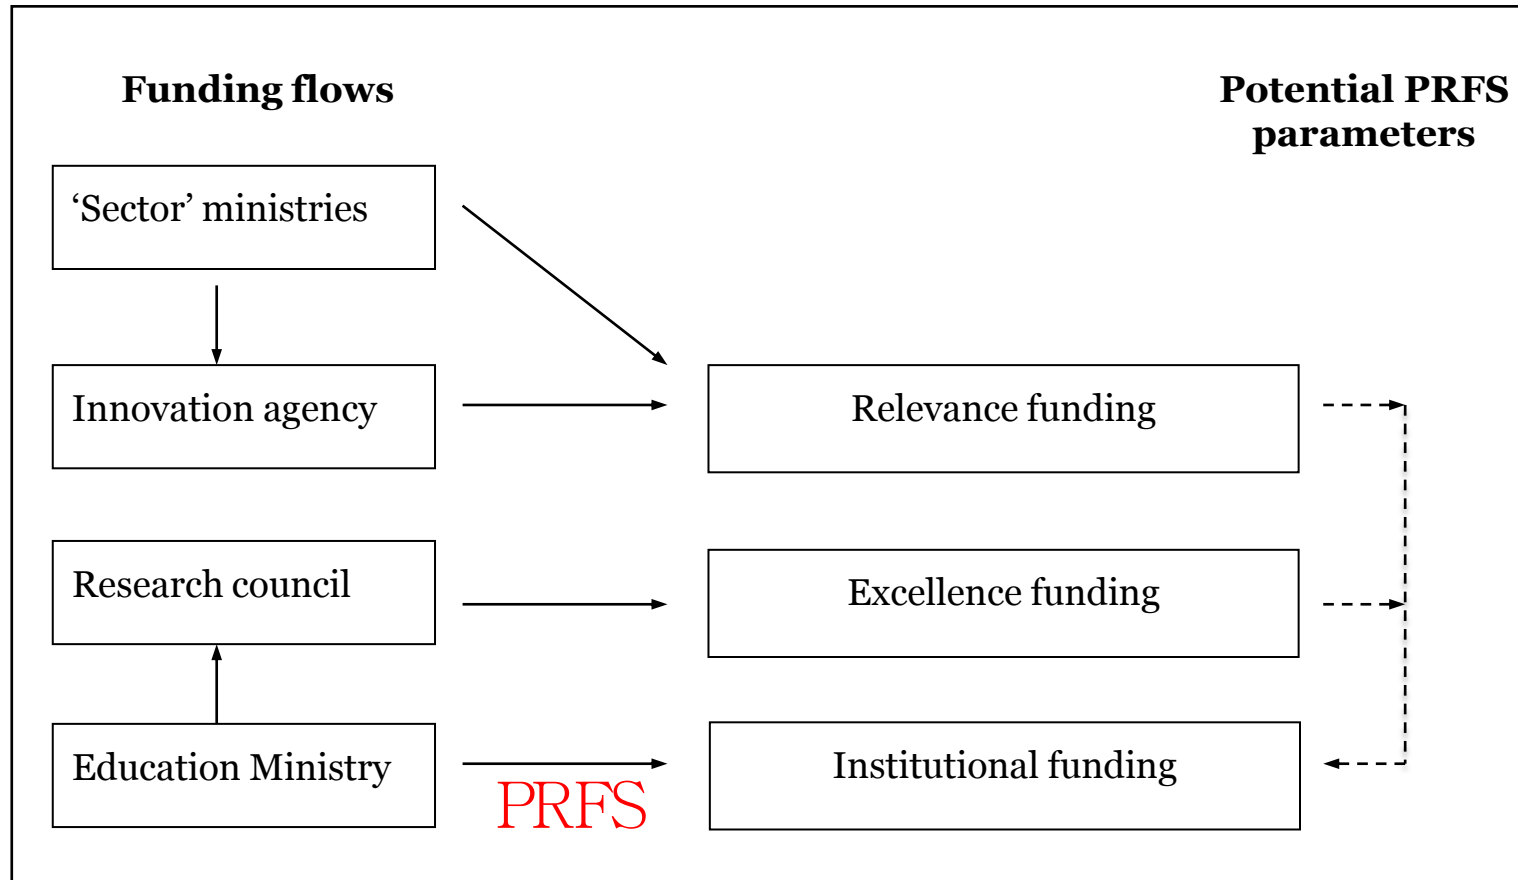 Funding flows
Potential PRFS
parameters
‘Sector’ ministries
Innovation agency
Relevance funding
Research council
Excellence funding
Education Ministry
PRFS
Institutional funding